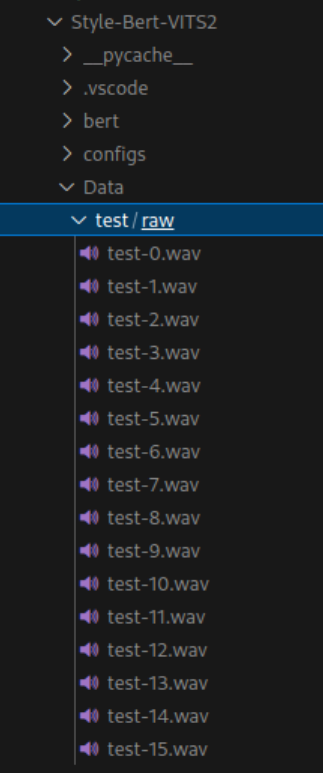 Style-Bert-VITS2
__pycache__
.vscode
bert
configs
Data
test/raw
test-0.wav
test-1.wav
test-2.wav
test-3.wav
test-4.wav
test-5.wav
test-6.wav
test-7.wav
test-8.wav
test-9.wav
test-10.wav
test-11.wav
test-12.wav
test-13.wav
test-14.wav
test-15.wav